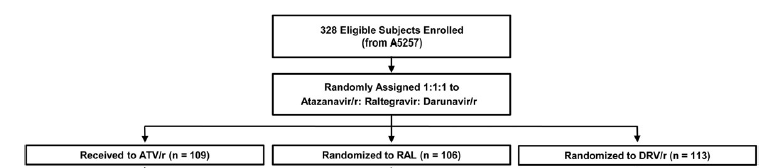 328 Eligible Subjects Enrolled
(from A5257)
Randomly Assigned 1:1:1 to
Atazanavir/r: Raltegravir: Darunavir/r
Received to ATV/r (n = 109)
Randomized to RAL (n = 106)
Randomized to DRV/r (n = 113)